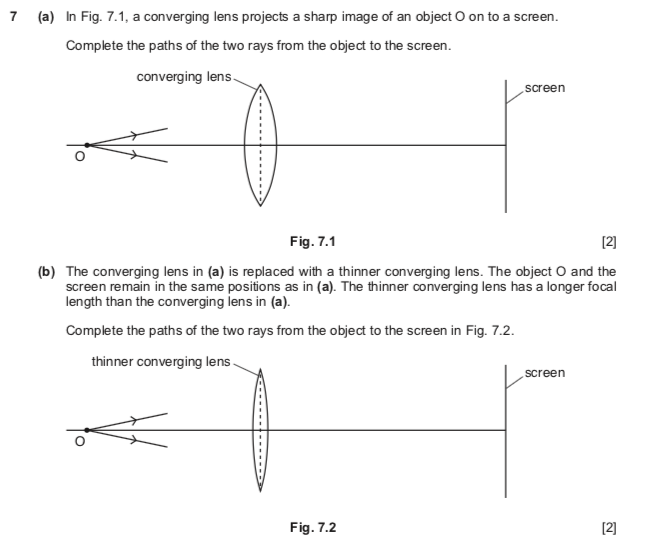 7 (a) In Fig. 7.1, a converging lens projects a sharp image of an object O on to a screen.
Complete the paths of the two rays from the object to the screen.
converging lens
screen
O
Fig. 7.1
[2]
(b) The converging lens in (a) is replaced with a thinner converging lens. The object O and the
screen remain in the same positions as in (a). The thinner converging lens has a longer focal
length than the converging lens in (a).
Complete the paths of the two rays from the object to the screen in Fig. 7.2.
thinner converging lens
screen
O
Fig. 7.2
[2]